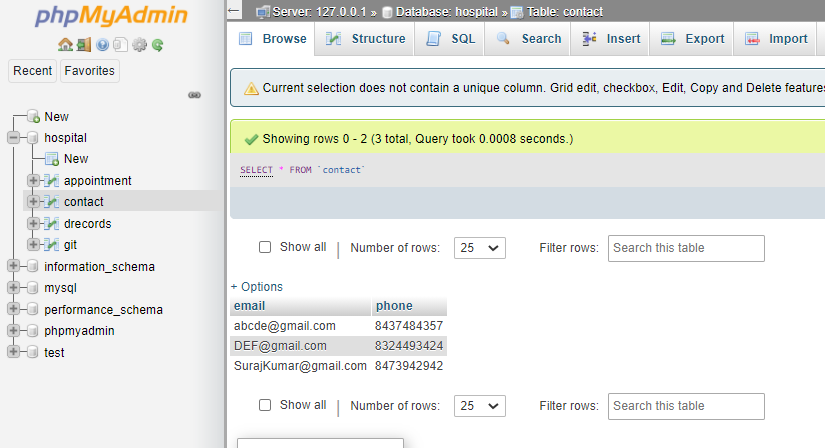 phpMyAdmin
Recent Favorites
New
hospital
New
appointment
contact
drecords
git
information_schema
mysql
performance_schema
phpmyadmin
test
Server: 127.0.0.1 » Database: hospital » Table: contact
Browse Structure SQL Search Insert Export Import
Current selection does not contain a unique column. Grid edit, checkbox, Edit, Copy and Delete features
Showing rows 0 - 2 (3 total, Query took 0.0008 seconds.)
SELECT * FROM `contact`
Show all | Number of rows: 25 Filter rows: Search this table
+ Options
email phone
abcde@gmail.com 8437484357
DEF@gmail.com 8324493424
SurajKumar@gmail.com 8473942942
Show all | Number of rows: 25 Filter rows: Search this table